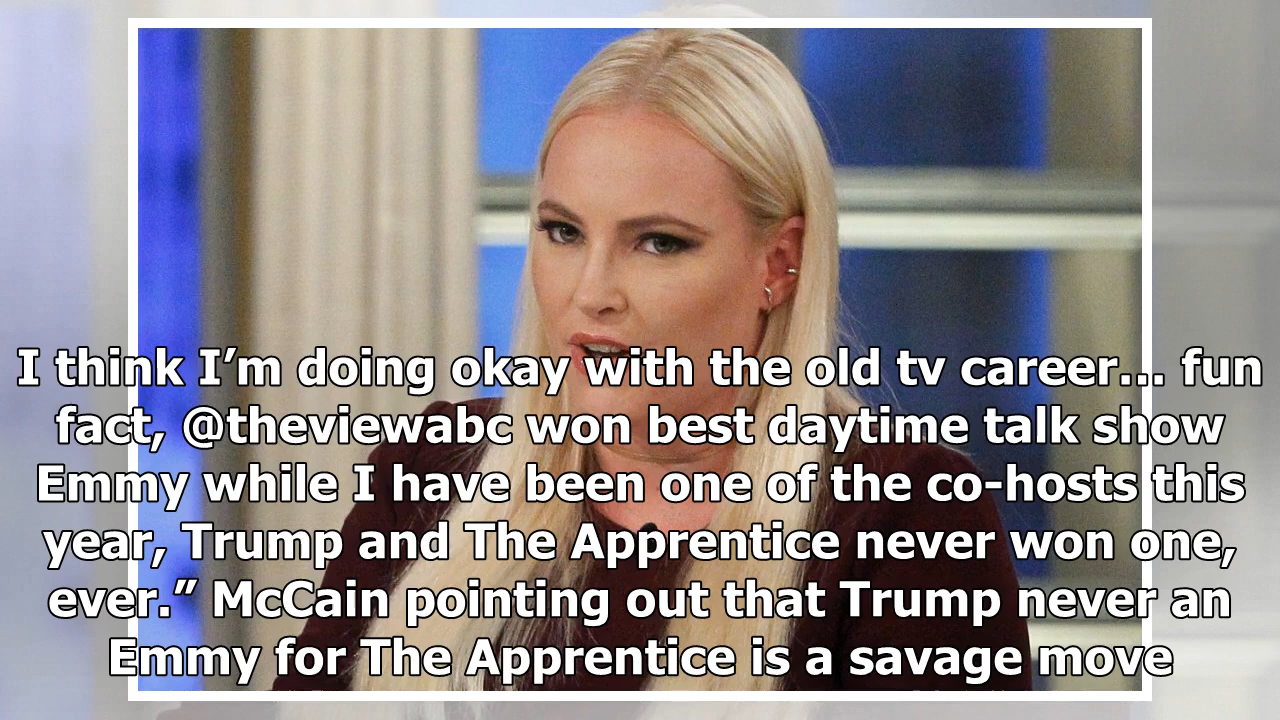 I think I’m doing okay with the old tv career... fun
fact, @theviewabc won best daytime talk show
Emmy while I have been one of the co-hosts this
year, Trump and The Apprentice never won one,
ever.” McCain pointing out that Trump never an
Emmy for The Apprentice is a savage move